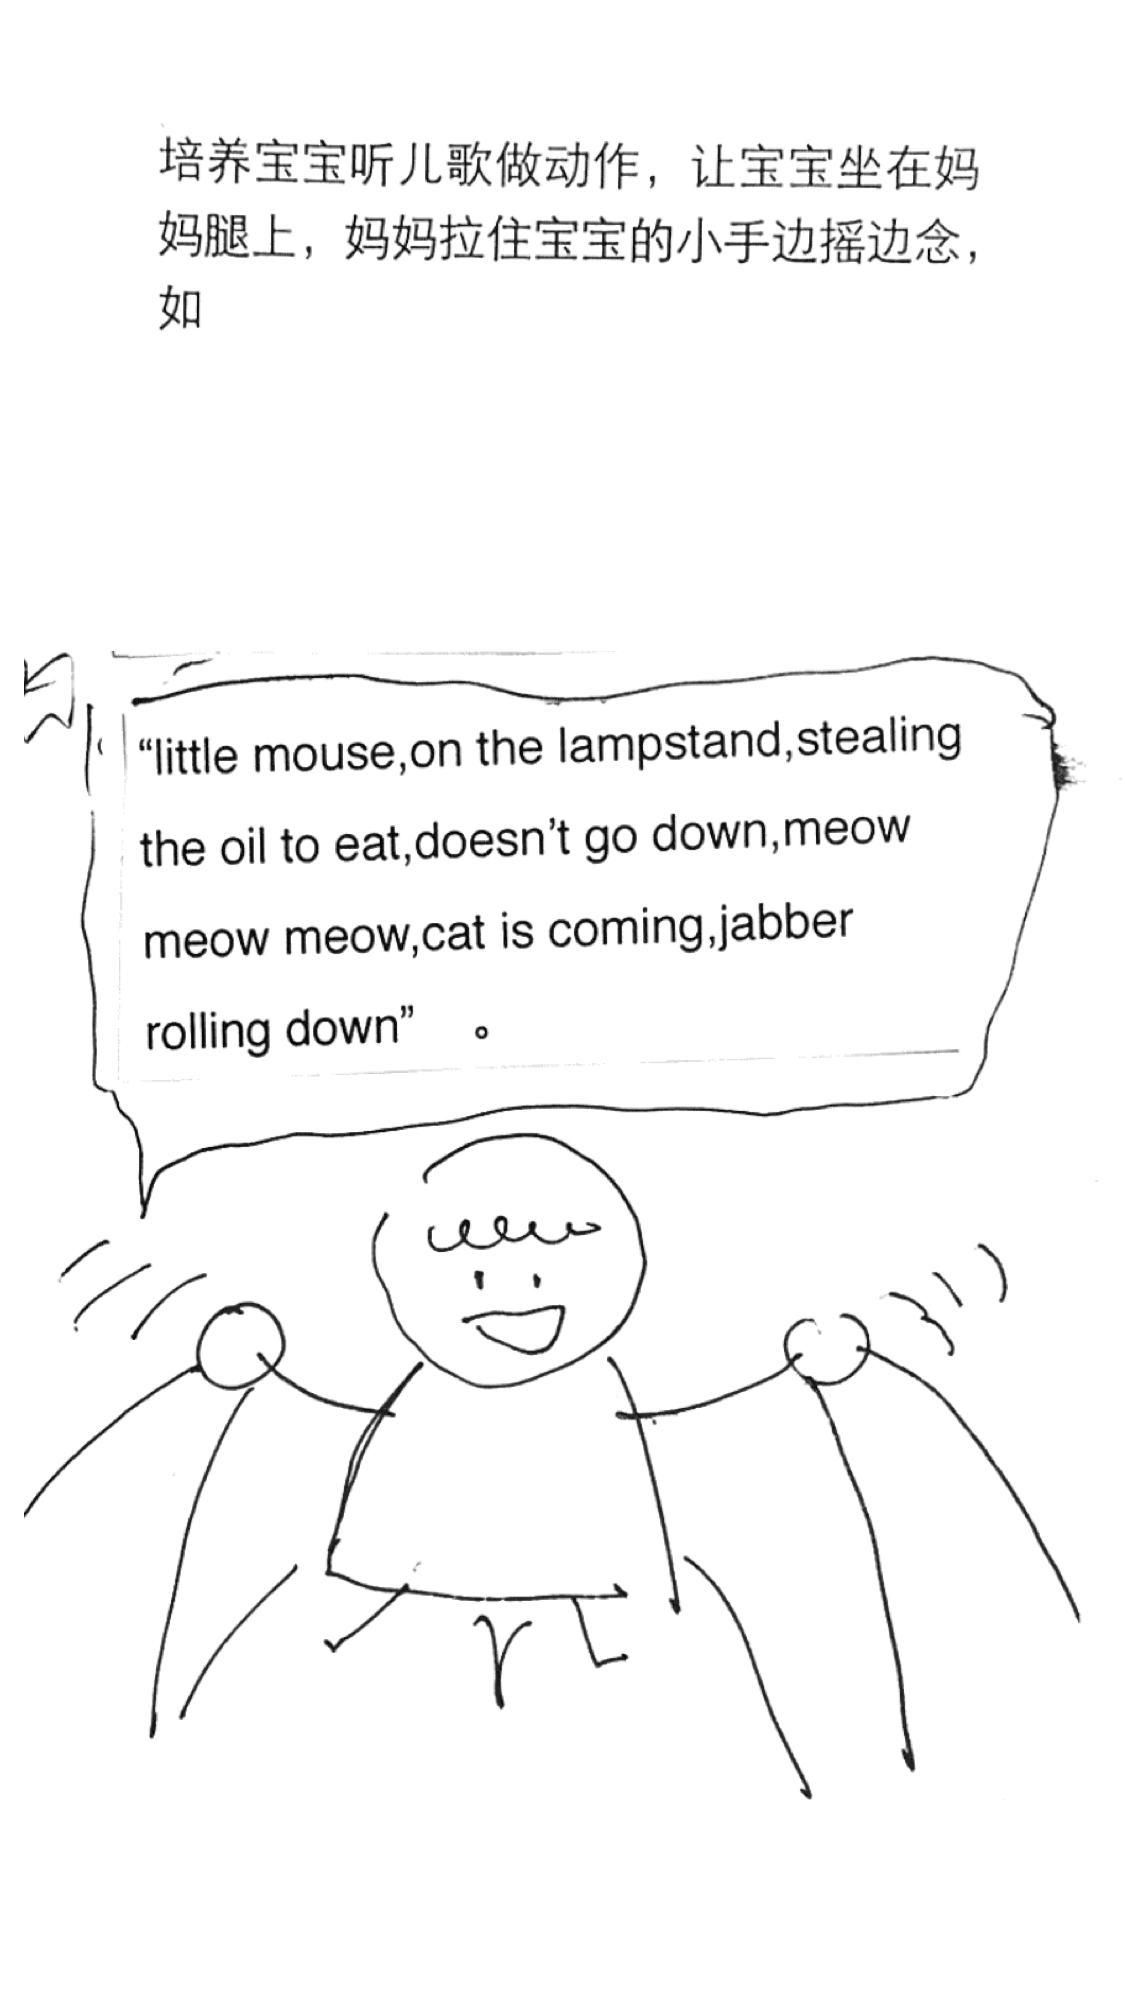 培养宝宝听儿歌做动作，让宝宝坐在妈
妈腿上，妈妈拉住宝宝的小手边摇边念，
如
“little mouse,on the lampstand,stealing
the oil to eat,doesn’t go down,meow
meow meow,cat is coming,jabber
rolling down” 。